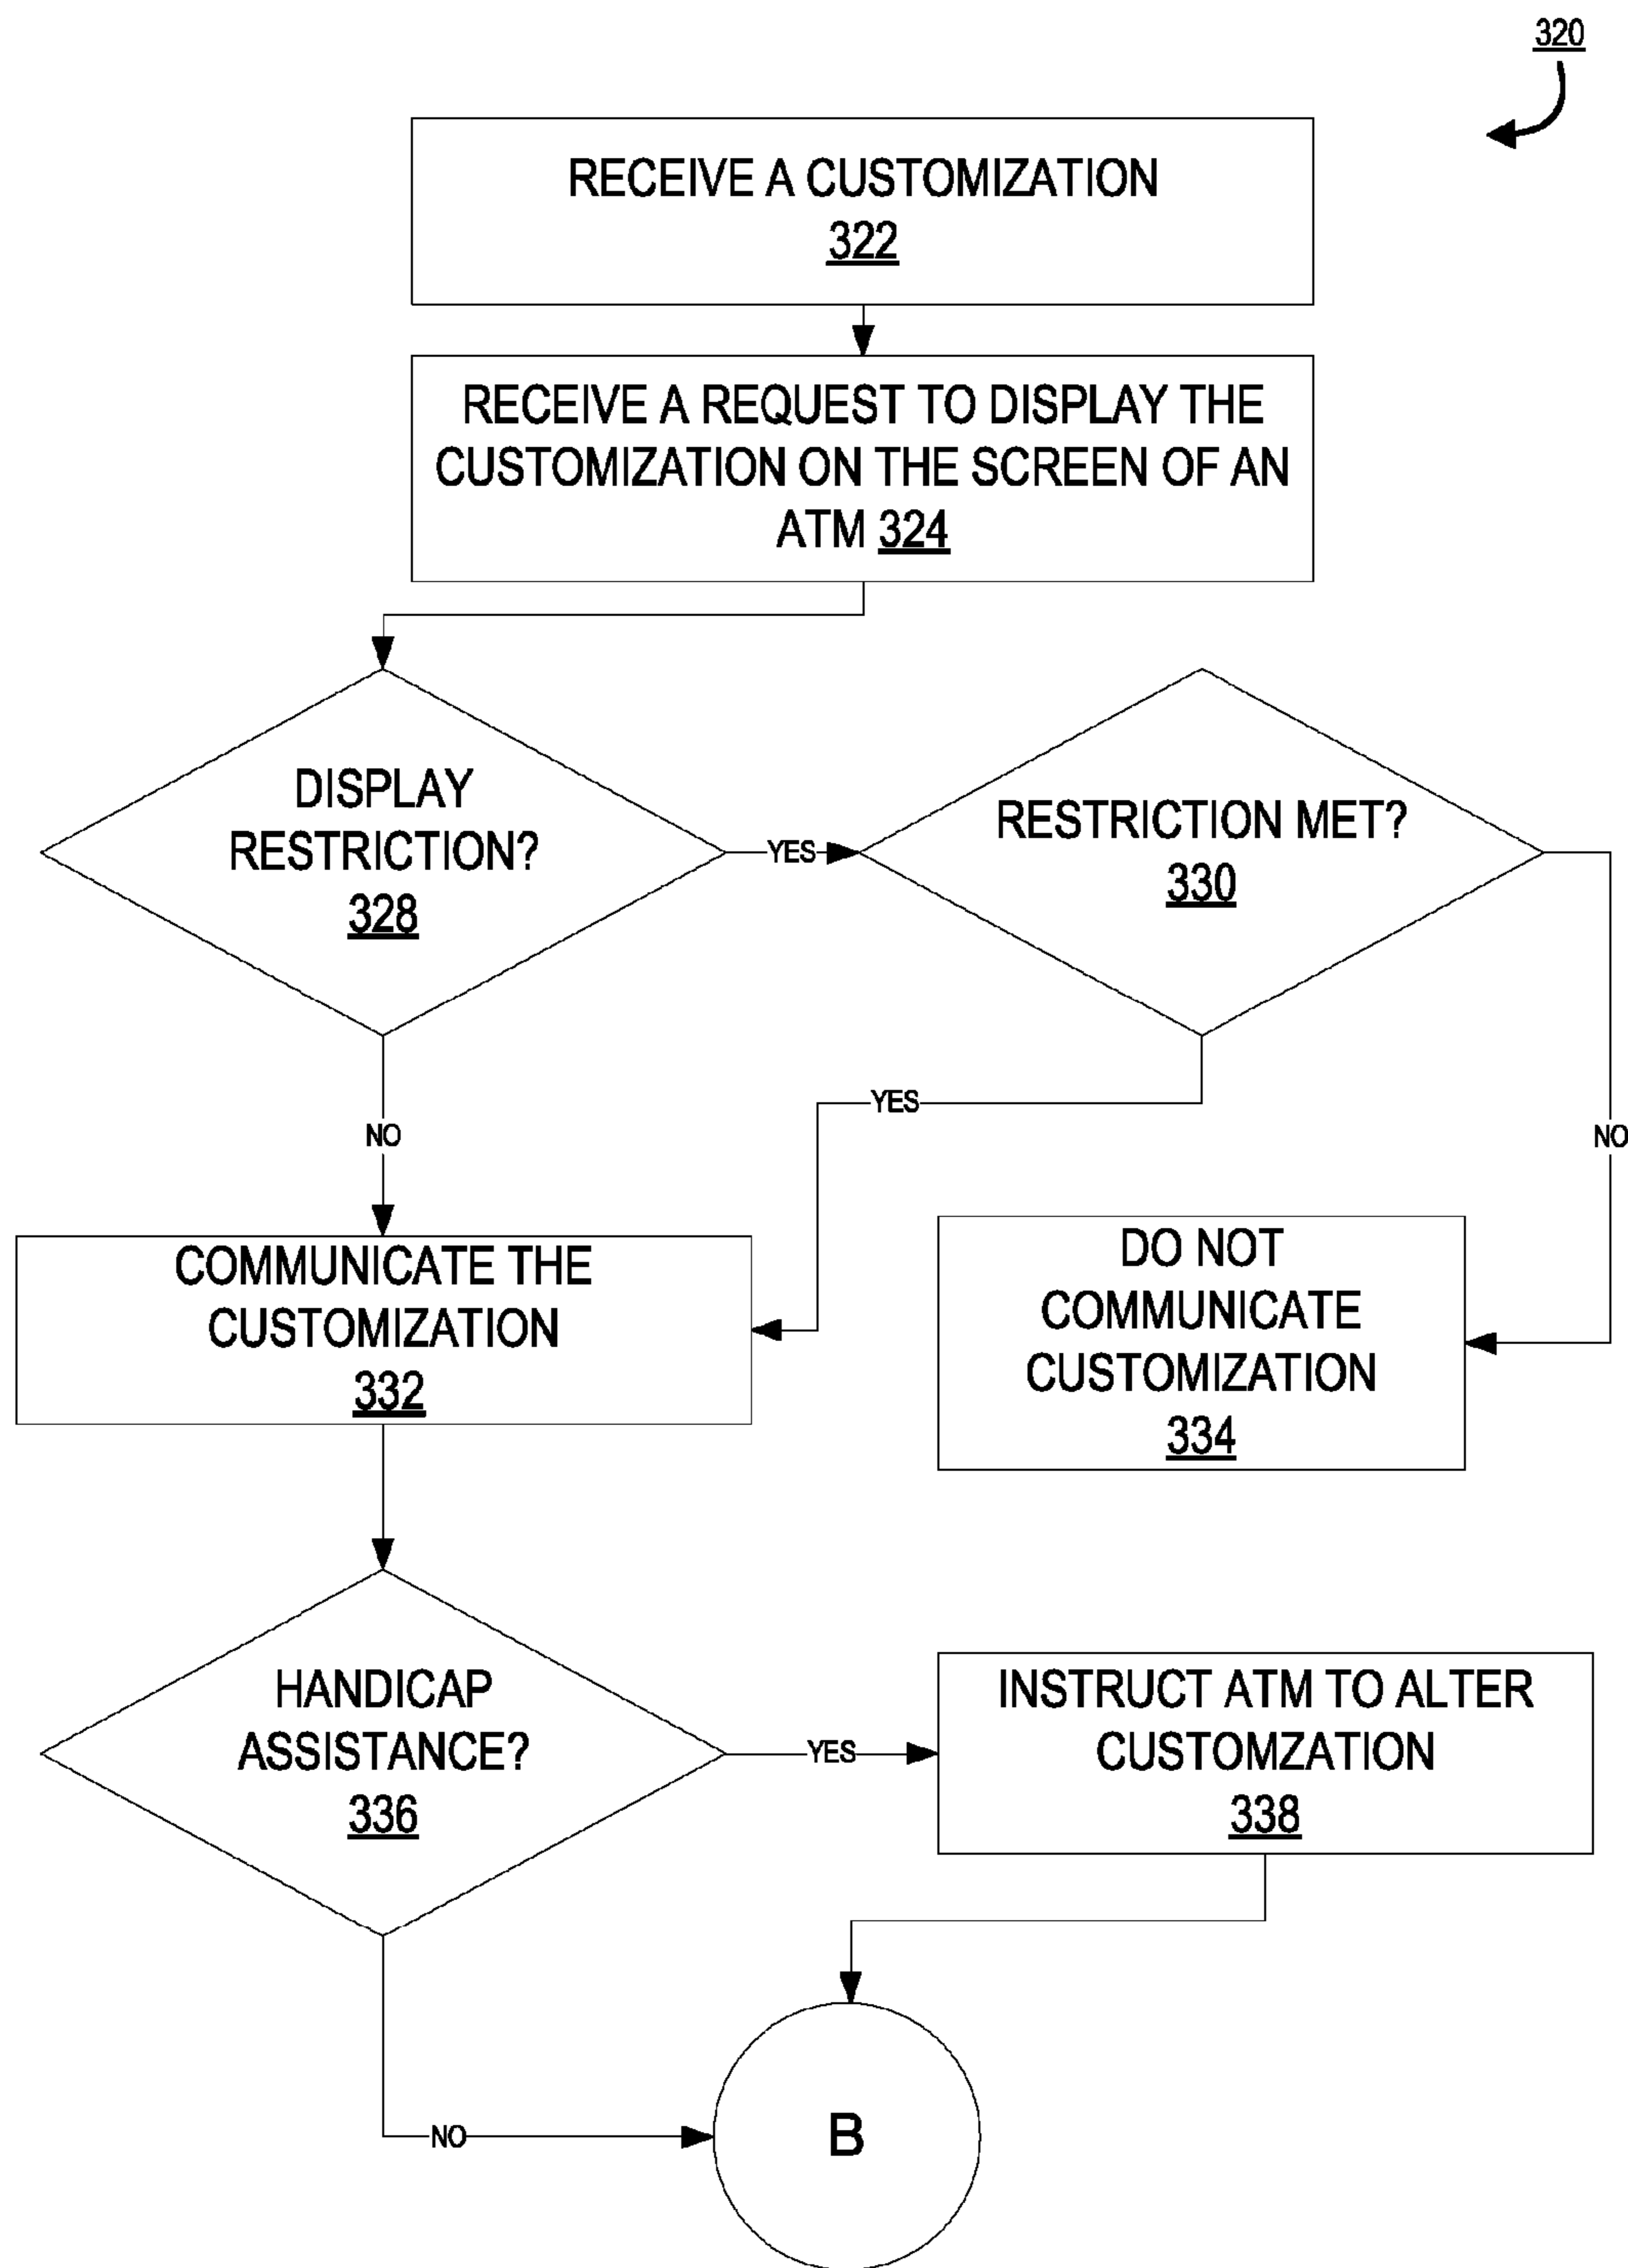 320
RECEIVE A CUSTOMIZATION
322
RECEIVE A REQUEST TO DISPLAY THE
CUSTOMIZATION ON THE SCREEN OF AN
ATM 324
DISPLAY
RESTRICTION?
328
YES
RESTRICTION MET?
330
YES
NO
NO
COMMUNICATE THE
CUSTOMIZATION
332
DO NOT
COMMUNICATE
CUSTOMIZATION
334
HANDICAP
ASSISTANCE?
336
YES
INSTRUCT ATM TO ALTER
CUSTOMZATION
338
NO
B